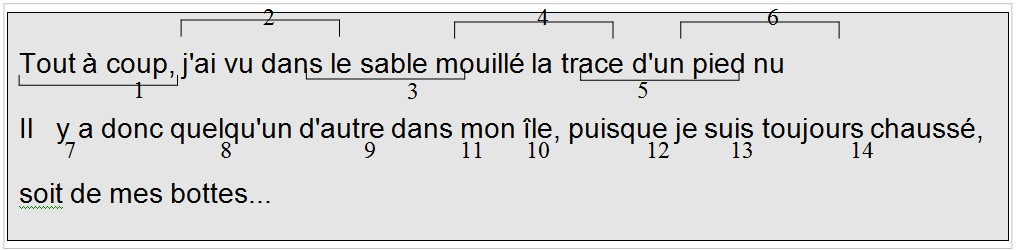 2 4 6
Tout à coup, j'ai vu dans le sable mouillé la trace d'un pied nu
1 3 5
Il y a donc quelqu'un d'autre dans mon île, puisque je suis toujours chaussé,
7 8 9 11 10 12 13 14
soit de mes bottes...